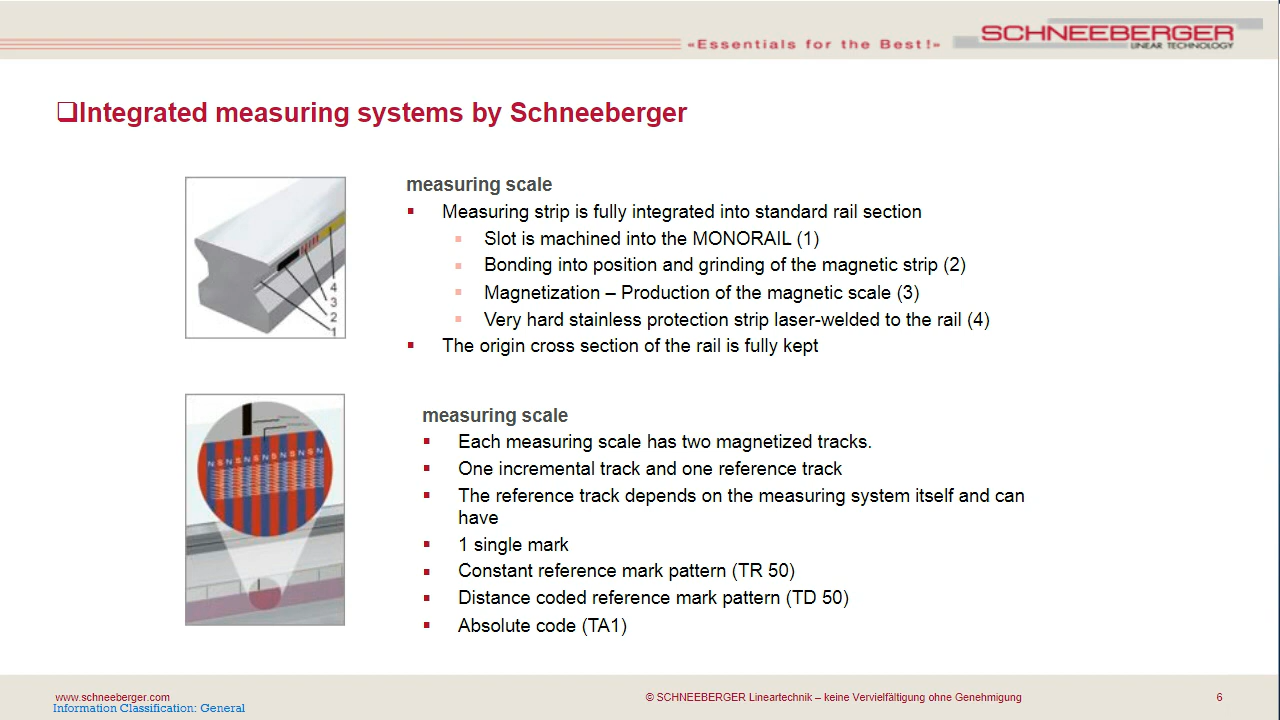 «Essentials for the Best!»
SCHNEEBERGER
LINEAR TECHNOLOGY
Integrated measuring systems by Schneeberger
measuring scale
Measuring strip is fully integrated into standard rail section
Slot is machined into the MONORAIL (1)
Bonding into position and grinding of the magnetic strip (2)
Magnetization – Production of the magnetic scale (3)
Very hard stainless protection strip laser-welded to the rail (4)
The origin cross section of the rail is fully kept
4
3
2
1
measuring scale
Each measuring scale has two magnetized tracks.
One incremental track and one reference track
The reference track depends on the measuring system itself and can
have
1 single mark
Constant reference mark pattern (TR 50)
Distance coded reference mark pattern (TD 50)
Absolute code (TA1)
N S N S N S N S N S N S N
www.schneeberger.com
© SCHNEEBERGER Lineartechnik – keine Vervielfältigung ohne Genehmigung
6
Information Classification: General